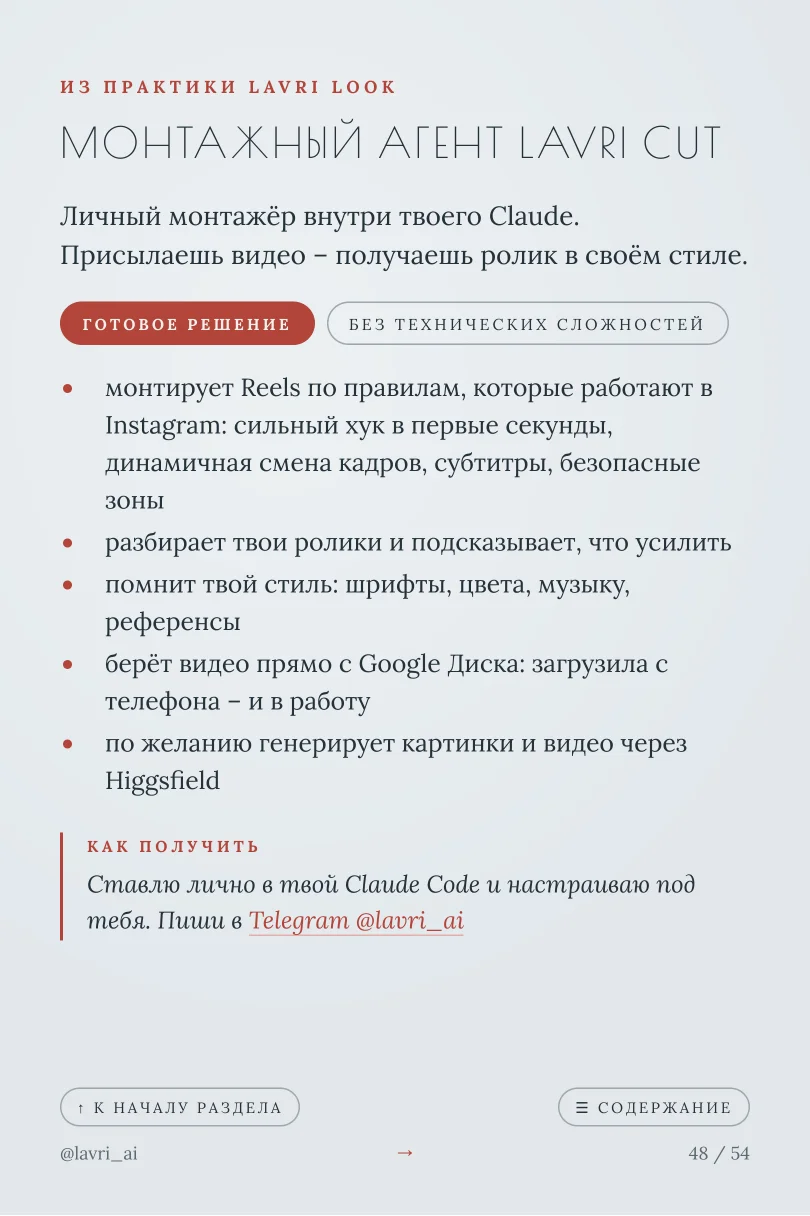 ИЗ ПРАКТИКИ LAVRI LOOK
МОНТАЖНЫЙ АГЕНТ LAVRI CUT
Личный монтажёр внутри твоего Claude.
Присылаешь видео – получаешь ролик в своём стиле.
ГОТОВОЕ РЕШЕНИЕ
БЕЗ ТЕХНИЧЕСКИХ СЛОЖНОСТЕЙ
• монтирует Reels по правилам, которые работают в
Instagram: сильный хук в первые секунды,
динамичная смена кадров, субтитры, безопасные
зоны
• разбирает твои ролики и подсказывает, что усилить
• помнит твой стиль: шрифты, цвета, музыку,
референсы
• берёт видео прямо с Google Диска: загрузила с
телефона – и в работу
• по желанию генерирует картинки и видео через
Higgsfield
КАК ПОЛУЧИТЬ
Ставлю лично в твой Claude Code и настраиваю под
тебя. Пиши в Telegram @lavri_ai
↑ К НАЧАЛУ РАЗДЕЛА
☰ СОДЕРЖАНИЕ
@lavri_ai
→
48 / 54